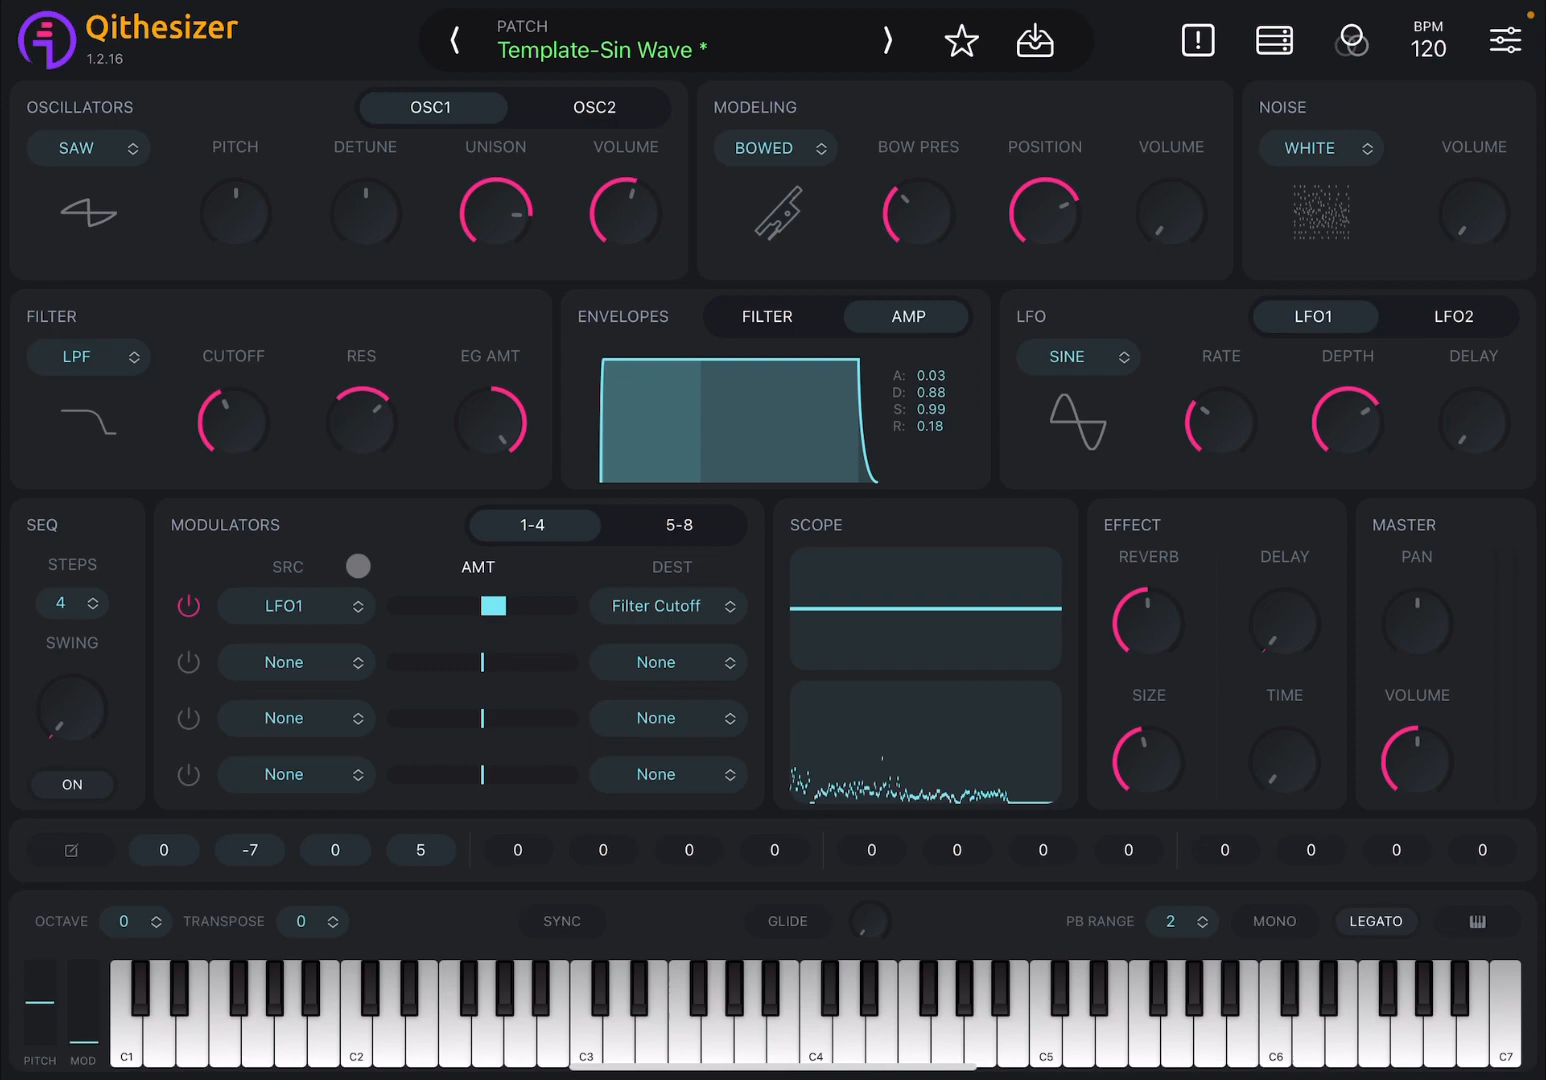 Qithesizer
1.2.16
PATCH
Template-Sin Wave *
BPM
120
OSCILLATORS
OSC1 OSC2
SAW
PITCH DETUNE UNISON VOLUME
MODELING
BOWED
BOW PRES POSITION VOLUME
NOISE
WHITE
VOLUME
FILTER
LPF
CUTOFF RES EG AMT
ENVELOPES
FILTER AMP
A: 0.03
D: 0.88
S: 0.99
R: 0.18
LFO
LFO1 LFO2
SINE
RATE DEPTH DELAY
SEQ
STEPS
4
SWING
ON
MODULATORS
1-4 5-8
SRC AMT DEST
LFO1 Filter Cutoff
None None
None None
None None
SCOPE
EFFECT
REVERB DELAY
SIZE TIME
MASTER
PAN
VOLUME
0 -7 0 5 0 0 0 0 0 0 0 0 0 0 0 0
OCTAVE 0 TRANSPOSE 0 SYNC GLIDE PB RANGE 2 MONO LEGATO
C1 C2 C3 C4 C5 C6 C7
PITCH MOD